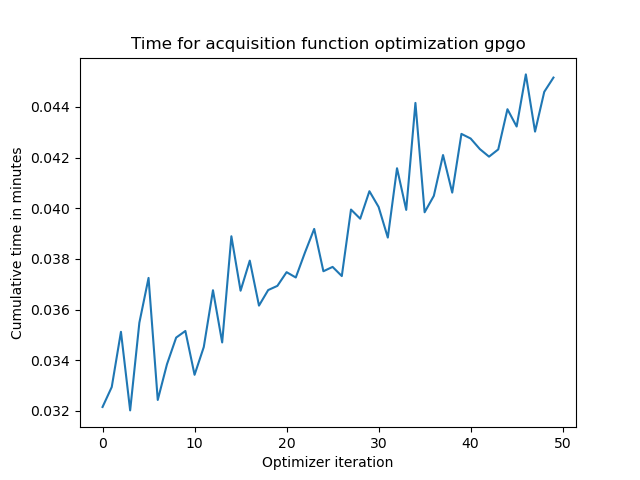 Time for acquisition function optimization gpgo
Cumulative time in minutes
0.044
0.042
0.040
0.038
0.036
0.034
0.032
0 10 20 30 40 50
Optimizer iteration